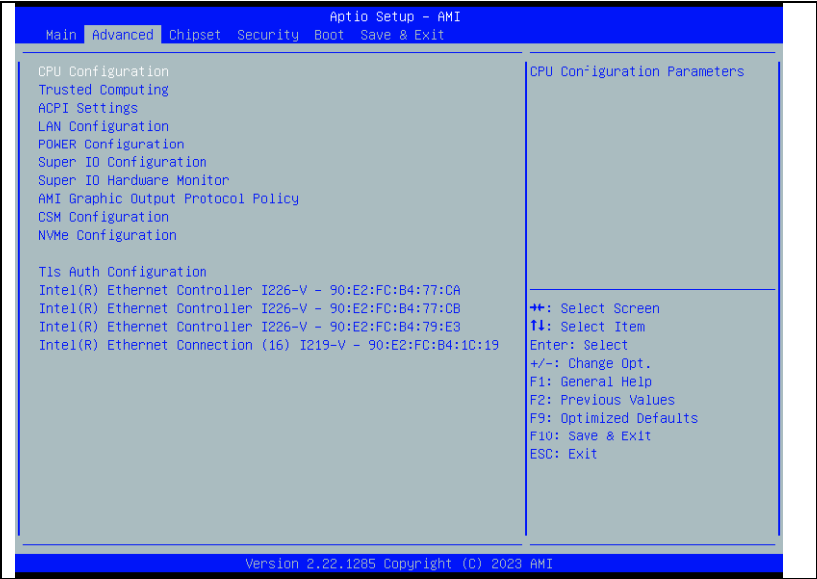 Aptio Setup - AMI
Main Advanced Chipset Security Boot Save & Exit
CPU Configuration
Trusted Computing
ACPI Settings
LAN Configuration
POWER Configuration
Super IO Configuration
Super IO Hardware Monitor
AMI Graphic Output Protocol Policy
CSM Configuration
NVMe Configuration
Tls Auth Configuration
Intel(R) Ethernet Controller I226-V - 90:E2:FC:B4:77:CA
Intel(R) Ethernet Controller I226-V - 90:E2:FC:B4:77:CB
Intel(R) Ethernet Controller I226-V - 90:E2:FC:B4:79:E3
Intel(R) Ethernet Connection (16) I219-V - 90:E2:FC:B4:1C:19
CPU Configuration Parameters
→←: Select Screen
↑↓: Select Item
Enter: Select
+/-: Change Opt.
F1: General Help
F2: Previous Values
F9: Optimized Defaults
F10: Save & Exit
ESC: Exit
Version 2.22.1285 Copyright (C) 2023 AMI